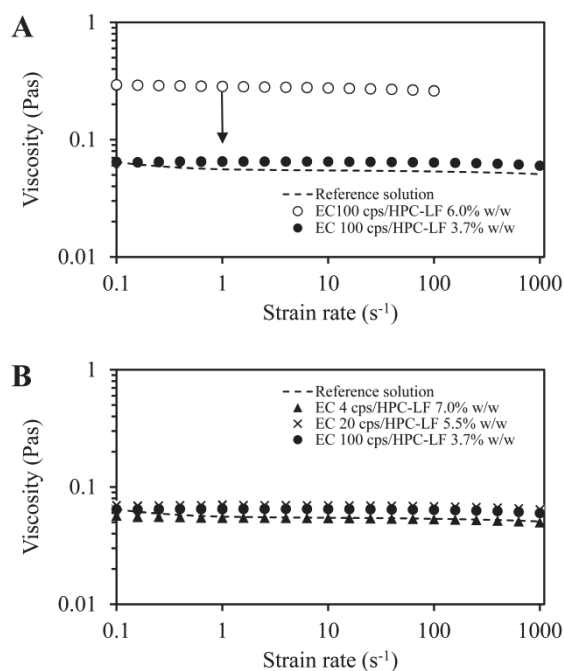 A
1
0.1
0.01
Viscosity (Pas)
Reference solution
EC100 cps/HPC-LF 6.0% w/w
EC 100 cps/HPC-LF 3.7% w/w
0.1 1 10 100 1000
Strain rate (s⁻¹)
B
1
0.1
0.01
Viscosity (Pas)
Reference solution
EC 4 cps/HPC-LF 7.0% w/w
EC 20 cps/HPC-LF 5.5% w/w
EC 100 cps/HPC-LF 3.7% w/w
0.1 1 10 100 1000
Strain rate (s⁻¹)